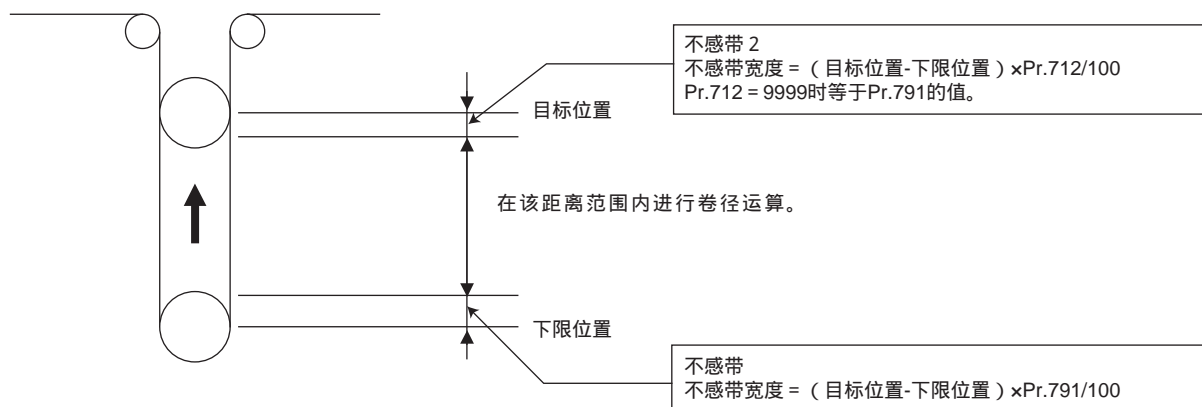 不感带 2
不感带宽度 = （目标位置-下限位置）×Pr.712/100
Pr.712 = 9999时等于Pr.791的值。
目标位置
在该距离范围内进行卷径运算。
下限位置
不感带
不感带宽度 = （目标位置-下限位置）×Pr.791/100